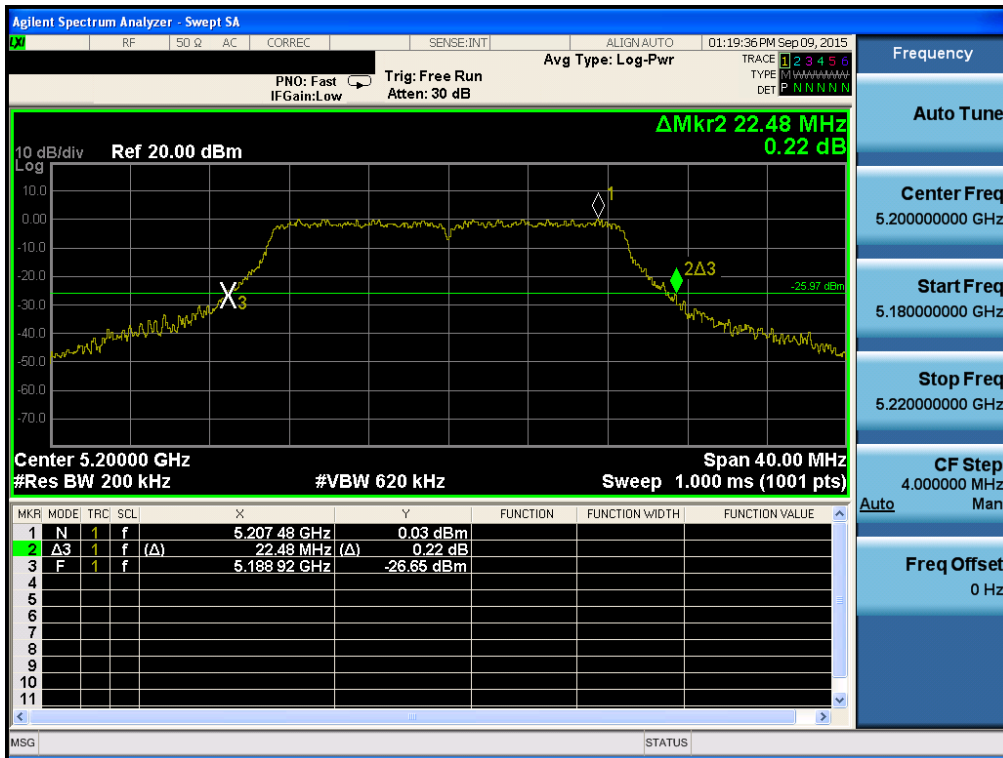 Agilent Spectrum Analyzer - Swept SA
LXI RF 50 Ω AC CORREC SENSE:INT ALIGN AUTO 01:19:36 PM Sep 09, 2015
Avg Type: Log-Pwr TRACE 1 2 3 4 5 6
PNO: Fast Trig: Free Run TYPE M
IFGain:Low Atten: 30 dB DET P N N N N N
ΔMkr2 22.48 MHz
10 dB/div Ref 20.00 dBm 0.22 dB
Log
10.0
1
0.00
-10.0
-20.0
2Δ3
-25.97 dBm
-30.0
3
-40.0
-50.0
-60.0
-70.0
Center 5.20000 GHz Span 40.00 MHz
#Res BW 200 kHz #VBW 620 kHz Sweep 1.000 ms (1001 pts)
MKR MODE TRC SCL X Y FUNCTION FUNCTION WIDTH FUNCTION VALUE
1 N 1 f 5.207 48 GHz 0.03 dBm
2 Δ3 1 f (Δ) 22.48 MHz (Δ) 0.22 dB
3 F 1 f 5.188 92 GHz -26.65 dBm
4
5
6
7
8
9
10
11
MSG STATUS
Frequency
Auto Tune
Center Freq
5.200000000 GHz
Start Freq
5.180000000 GHz
Stop Freq
5.220000000 GHz
CF Step
4.000000 MHz
Auto Man
Freq Offset
0 Hz